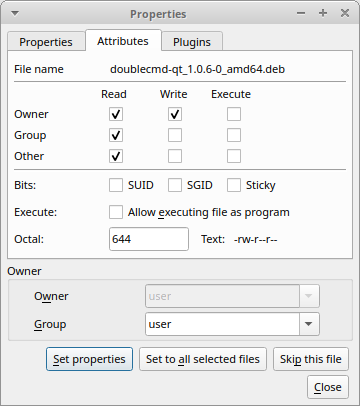 Properties
Properties Attributes Plugins
File name doublecmd-qt_1.0.6-0_amd64.deb
Read Write Execute
Owner
Group
Other
Bits: SUID SGID Sticky
Execute: Allow executing file as program
Octal: 644 Text: -rw-r--r--
Owner
Owner user
Group user
Set properties Set to all selected files Skip this file
Close